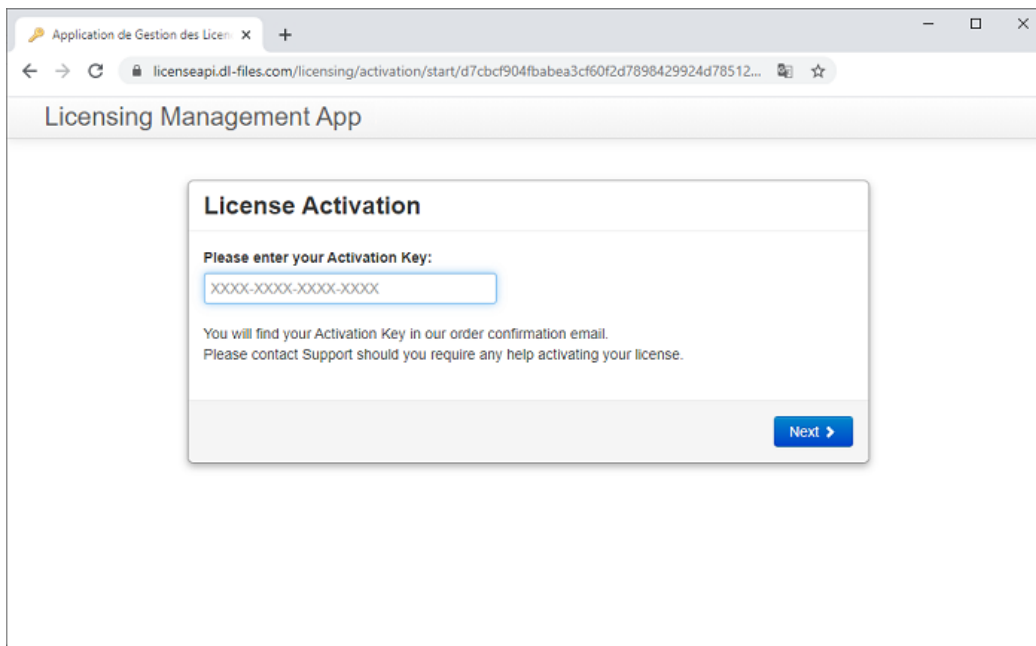 Application de Gestion des Licen
licenseapi.dl-files.com/licensing/activation/start/d7cbcf904fbabea3cf60f2d7898429924d78512...
Licensing Management App
License Activation
Please enter your Activation Key:
XXXX-XXXX-XXXX-XXXX
You will find your Activation Key in our order confirmation email.
Please contact Support should you require any help activating your license.
Next